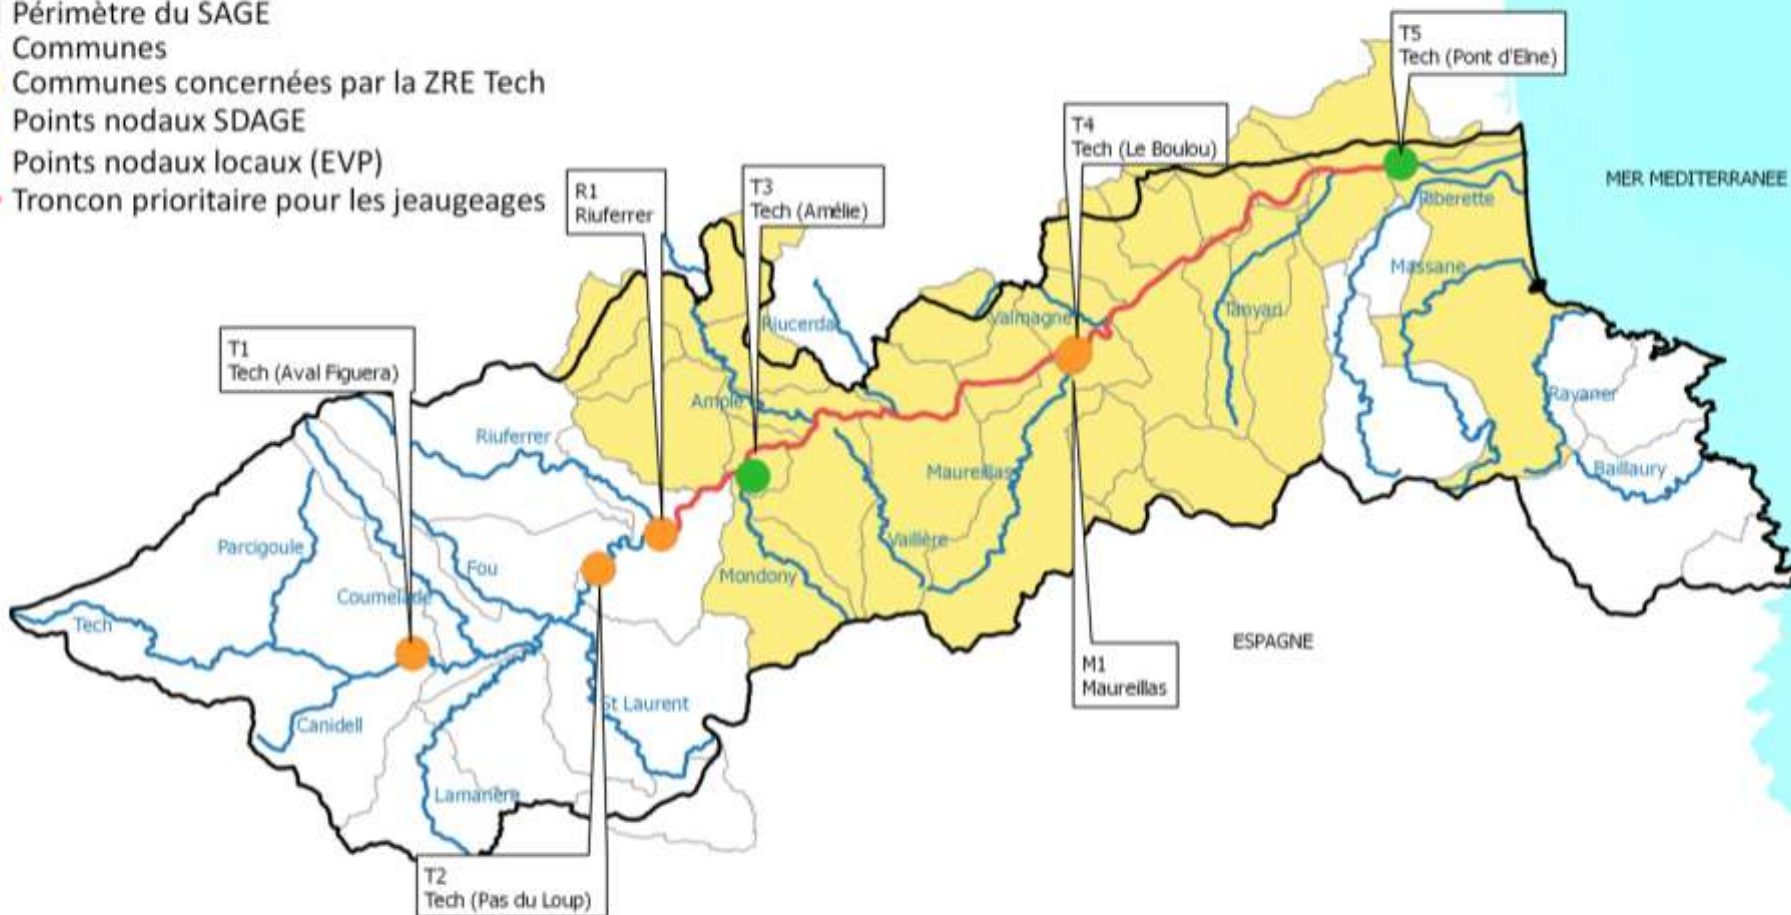 Périmètre du SAGE
Communes
Communes concernées par la ZRE Tech
Points nodaux SDAGE
Points nodaux locaux (EVP)
Troncon prioritaire pour les jeaugeages
T5
Tech (Pont d'Elne)
T4
Tech (Le Boulou)
MER MEDITERRANEE
R1
Riuferrer
T3
Tech (Amélie)
Riberette
Massane
Tanyari
Valmagne
Riucerda
T1
Tech (Aval Figuera)
Ample
Rayaner
Riuferrer
Maureillas
Baillaury
Parcigoule
Vaillère
Fou
Mondony
Coumelade
Tech
ESPAGNE
M1
Maureillas
St Laurent
Canidell
Lamanère
T2
Tech (Pas du Loup)